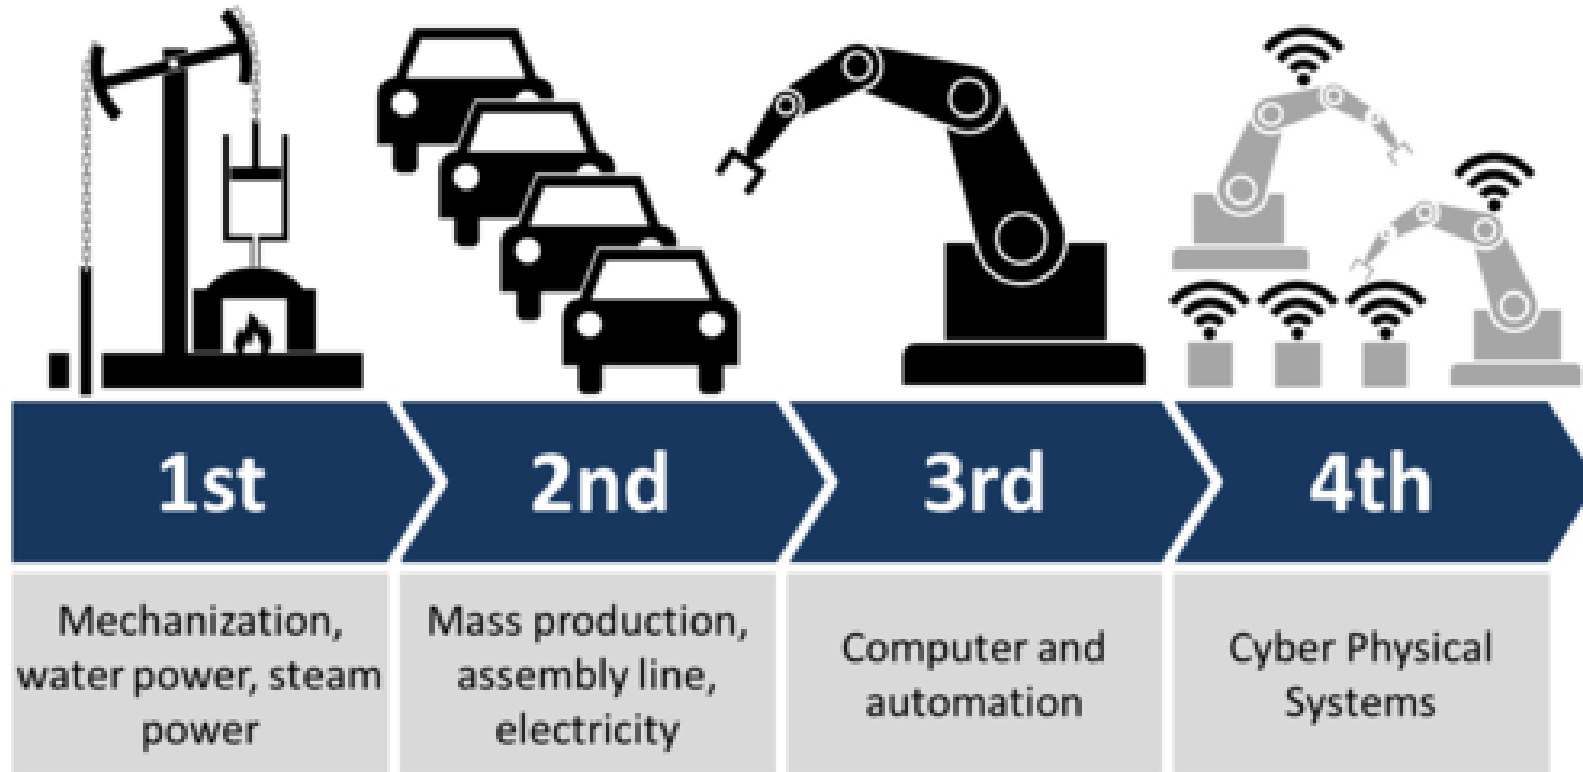 1st
2nd
3rd
4th
Mechanization,
water power, steam
power
Mass production,
assembly line,
electricity
Computer and
automation
Cyber Physical
Systems